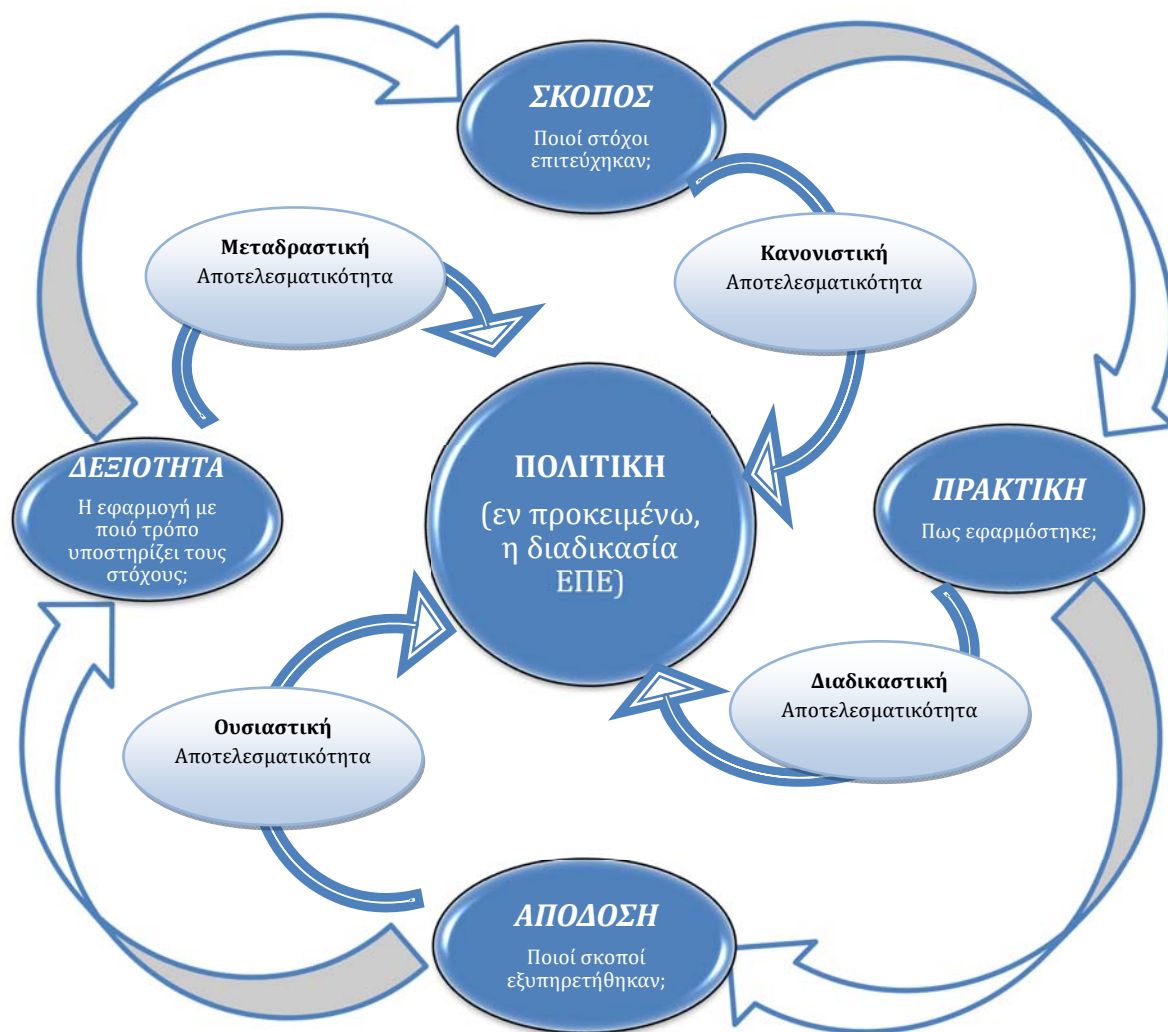 ΣΚΟΠΟΣ
Ποιοί στόχοι
επιτεύχηκαν;
Μεταδραστική
Αποτελεσματικότητα
Κανονιστική
Αποτελεσματικότητα
ΔΕΞΙΟΤΗΤΑ
Η εφαρμογή με
ποιό τρόπο
υποστηρίζει τους
στόχους;
ΠΟΛΙΤΙΚΗ
(εν προκειμένω,
η διαδικασία
ΕΠΕ)
ΠΡΑΚΤΙΚΗ
Πως εφαρμόστηκε;
Ουσιαστική
Αποτελεσματικότητα
Διαδικαστική
Αποτελεσματικότητα
ΑΠΟΔΟΣΗ
Ποιοί σκοποί
εξυπηρετήθηκαν;